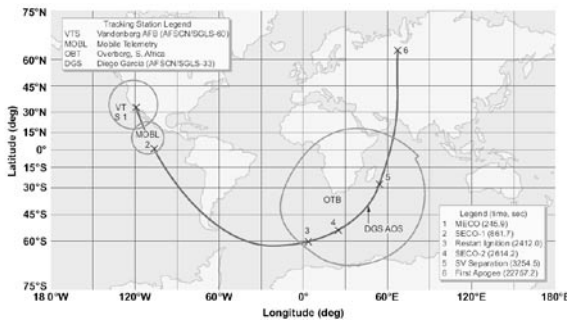 Tracking Station Legend
VTS Vandenberg AFB (AFSCN/SGLS-60)
MOBL Mobile Telemetry
OBT Overberg, S. Africa
DGS Diego Garcia (AFSCN/SGLS-33)
75°N
60°N
45°N
30°N
15°N
0°
15°S
30°S
45°S
60°S
75°S
Latitude (deg)
VT
S 1
MOBL
2
OTB
3
4
DGS AOS
5
6
Legend (time, sec)
1 MECO (245.9)
2 SECO-1 (661.7)
3 Restart Ignition (2412.0)
4 SECO-2 (2614.2)
5 SV Separation (3254.5)
6 First Apogee (22757.2)
180°W 120°W 60°W 0° 60°E 120°E
Longitude (deg)